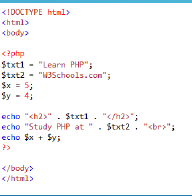 <!DOCTYPE html>
<html>
<body>
<?php
$txt1 = "Learn PHP";
$txt2 = "W3Schools.com";
$x = 5;
$y = 4;
echo "<h2>" . $txt1 . "</h2>";
echo "Study PHP at " . $txt2 . "<br>";
echo $x + $y;
?>
</body>
</html>